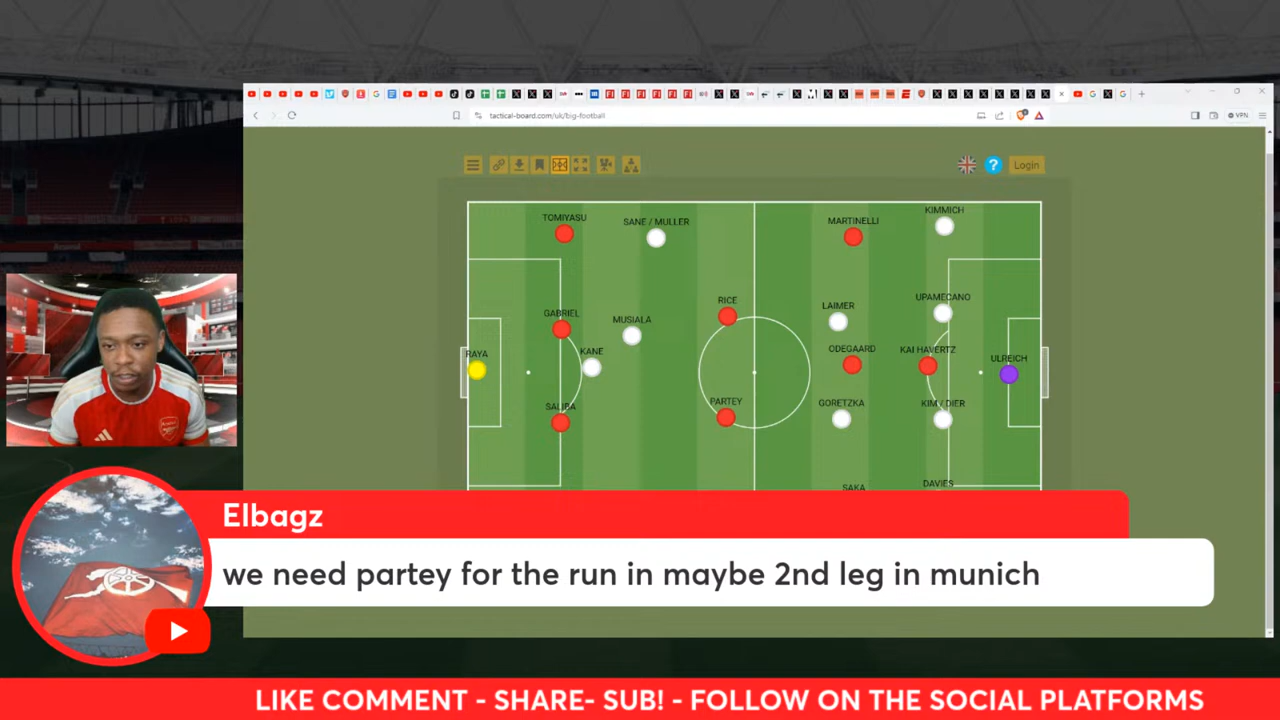 tactical-board.com/uk/big-football
VPN
?
Login
TOMIYASU
SANE / MULLER
MARTINELLI
KIMMICH
GABRIEL
MUSIALA
RICE
LAIMER
UPAMECANO
RAYA
KANE
ODEGAARD
KAI HAVERTZ
ULREICH
SALIBA
PARTEY
GORETZKA
KIM / DIER
SAKA
DAVIES
Elbagz
we need partey for the run in maybe 2nd leg in munich
LIKE COMMENT - SHARE- SUB! - FOLLOW ON THE SOCIAL PLATFORMS